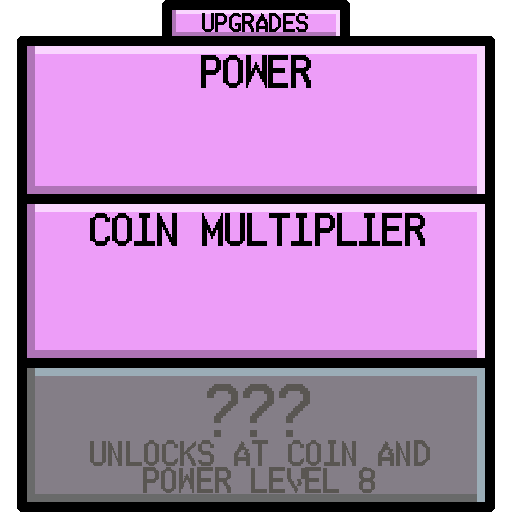 UPGRADES
POWER
COIN MULTIPLIER
???
UNLOCKS AT COIN AND
POWER LEVEL 8